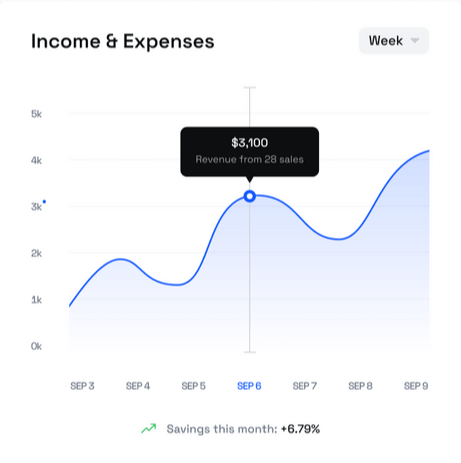 Income & Expenses
Week
5k
4k
3k
2k
1k
0k
$3,100
Revenue from 28 sales
SEP 3 SEP 4 SEP 5 SEP 6 SEP 7 SEP 8 SEP 9
Savings this month: +6.79%